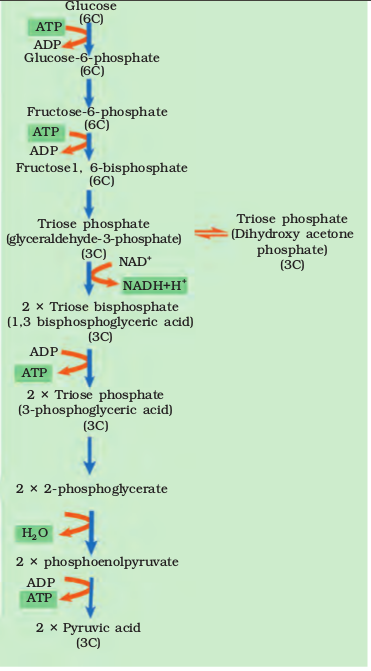 Glucose
(6C)
ATP
ADP
Glucose-6-phosphate
(6C)
Fructose-6-phosphate
(6C)
ATP
ADP
Fructose1, 6-bisphosphate
(6C)
Triose phosphate
(glyceraldehyde-3-phosphate)
(3C)
Triose phosphate
(Dihydroxy acetone
phosphate)
(3C)
NAD⁺
NADH+H⁺
2 × Triose bisphosphate
(1,3 bisphosphoglyceric acid)
(3C)
ADP
ATP
2 × Triose phosphate
(3-phosphoglyceric acid)
(3C)
2 × 2-phosphoglycerate
H₂O
2 × phosphoenolpyruvate
ADP
ATP
2 × Pyruvic acid
(3C)